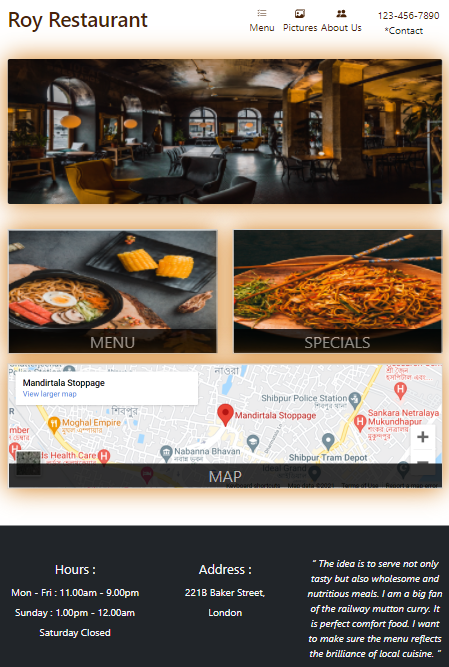 Roy Restaurant
Menu
Pictures
About Us
123-456-7890
*Contact
MENU
SPECIALS
Mandirtala Stoppage
View larger map
নাওরা
শিবপুর
Shibpur Police Station
Mandirtala Stoppage
Moghal Empire
Sankara Netralaya
Mukundhapur
mber
ds Health Care
Nabanna Bhavan
নবান্ন ভবন
Shibpur Tram Depot
MAP
Keyboard shortcuts
Map data ©2021
Terms of Use
Report a map error
Hours :
Mon - Fri : 11.00am - 9.00pm
Sunday : 1.00pm - 12.00am
Saturday Closed
Address :
221B Baker Street,
London
" The idea is to serve not only
tasty but also wholesome and
nutritious meals. I am a big fan
of the railway mutton curry. It
is perfect comfort food. I want
to make sure the menu reflects
the brilliance of local cuisine. "